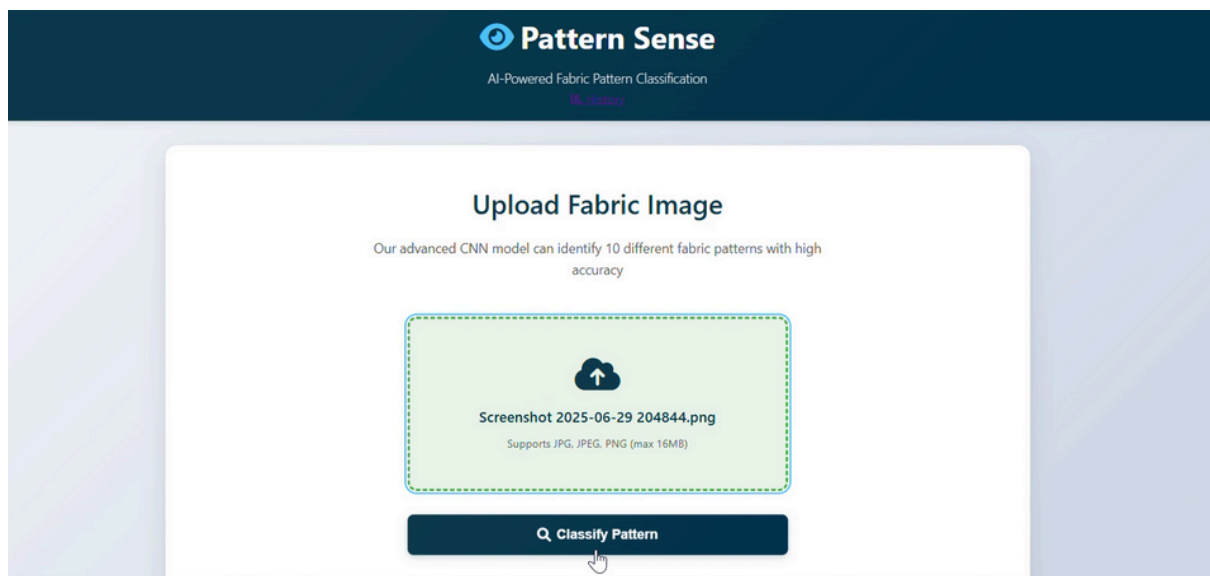 Pattern Sense
AI-Powered Fabric Pattern Classification
History
Upload Fabric Image
Our advanced CNN model can identify 10 different fabric patterns with high
accuracy
Screenshot 2025-06-29 204844.png
Supports JPG, JPEG, PNG (max 16MB)
Classify Pattern